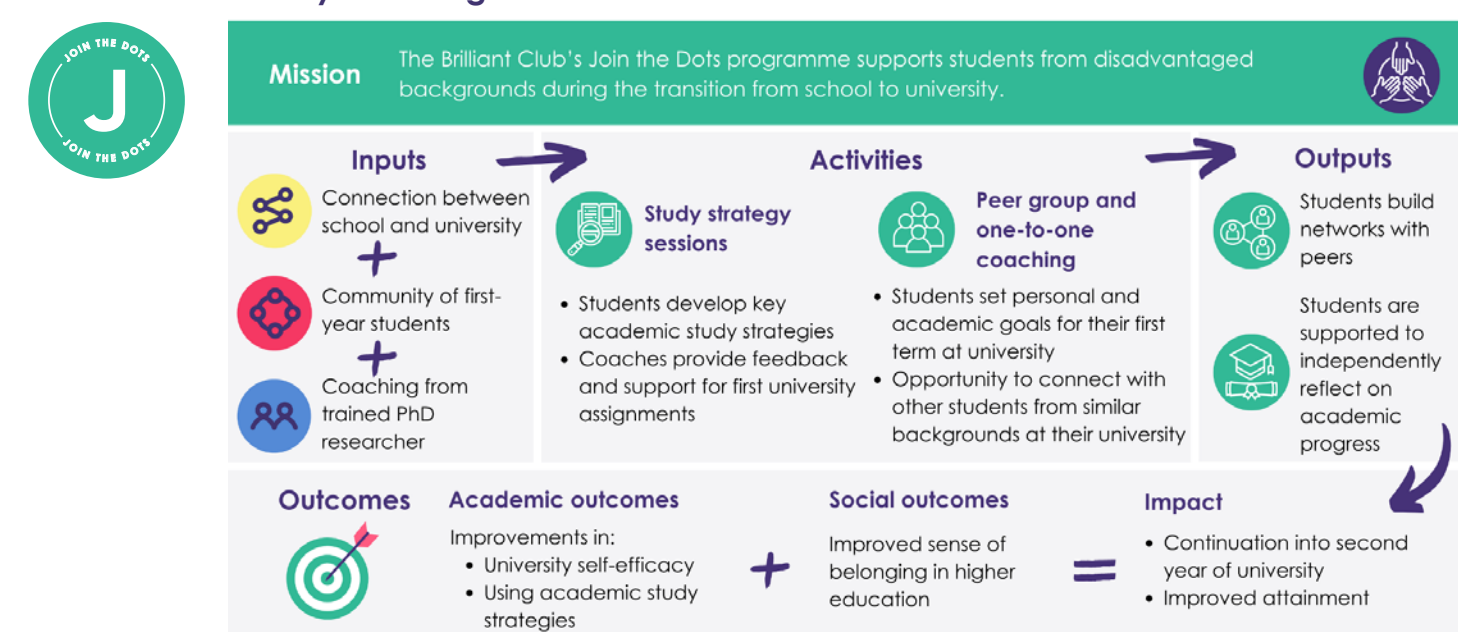 JOIN THE DOTS
J
JOIN THE DOTS
Mission
The Brilliant Club's Join the Dots programme supports students from disadvantaged
backgrounds during the transition from school to university.
Inputs
Connection between
school and university
+
Community of first-
year students
+
Coaching from
trained PhD
researcher
Activities
Study strategy
sessions
• Students develop key
academic study strategies
• Coaches provide feedback
and support for first university
assignments
Peer group and
one-to-one
coaching
• Students set personal and
academic goals for their first
term at university
• Opportunity to connect with
other students from similar
backgrounds at their university
Outputs
Students build
networks with
peers
Students are
supported to
independently
reflect on
academic
progress
Outcomes
Academic outcomes
Improvements in:
• University self-efficacy
• Using academic study
strategies
+
Social outcomes
Improved sense of
belonging in higher
education
=
Impact
• Continuation into second
year of university
• Improved attainment